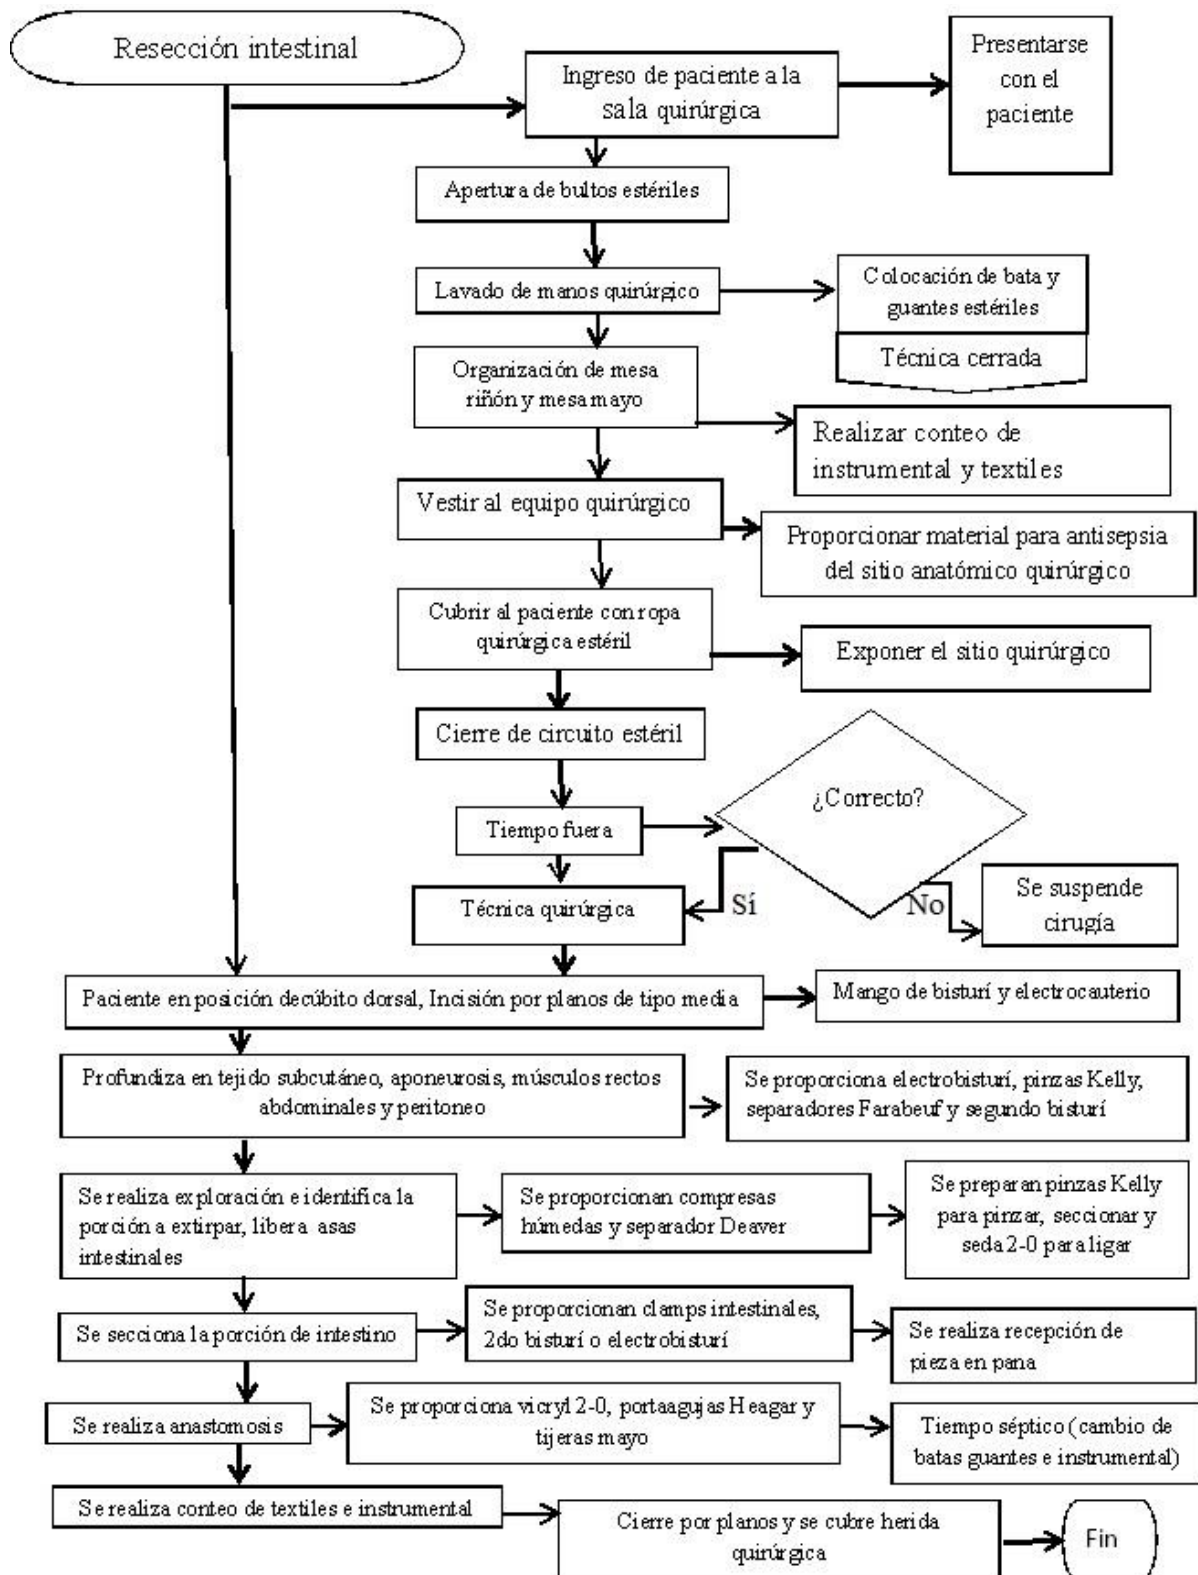 Resección intestinal
Ingreso de paciente a la
sala quirúrgica
Presentarse
con el
paciente
Apertura de bultos estériles
Lavado de manos quirúrgico
Colocación de bata y
guantes estériles
Técnica cerrada
Organización de mesa
riñón y mesa mayo
Realizar conteo de
instrumental y textiles
Vestir al equipo quirúrgico
Proporcionar material para antisepsia
del sitio anatómico quirúrgico
Cubrir al paciente con ropa
quirúrgica estéril
Exponer el sitio quirúrgico
Cierre de circuito estéril
¿Correcto?
Tiempo fuera
Técnica quirúrgica
Sí
No
Se suspende
cirugía
Paciente en posición decúbito dorsal, Incisión por planos de tipo media
Mango de bisturí y electrocauterio
Profundiza en tejido subcutáneo, aponeurosis, músculos rectos
abdominales y peritoneo
Se proporciona electrobisturí, pinzas Kelly,
separadores Farabeuf y segundo bisturí
Se realiza exploración e identifica la
porción a extirpar, libera asas
intestinales
Se proporcionan compresas
húmedas y separador Deaver
Se preparan pinzas Kelly
para pinzar, seccionar y
seda 2-0 para ligar
Se secciona la porción de intestino
Se proporcionan clamps intestinales,
2do bisturí o electrobisturí
Se realiza recepción de
pieza en pana
Se realiza anastomosis
Se proporciona vicryl 2-0, portaagujas Heagar y
tijeras mayo
Tiempo séptico (cambio de
batas guantes e instrumental)
Se realiza conteo de textiles e instrumental
Cierre por planos y se cubre herida
quirúrgica
Fin